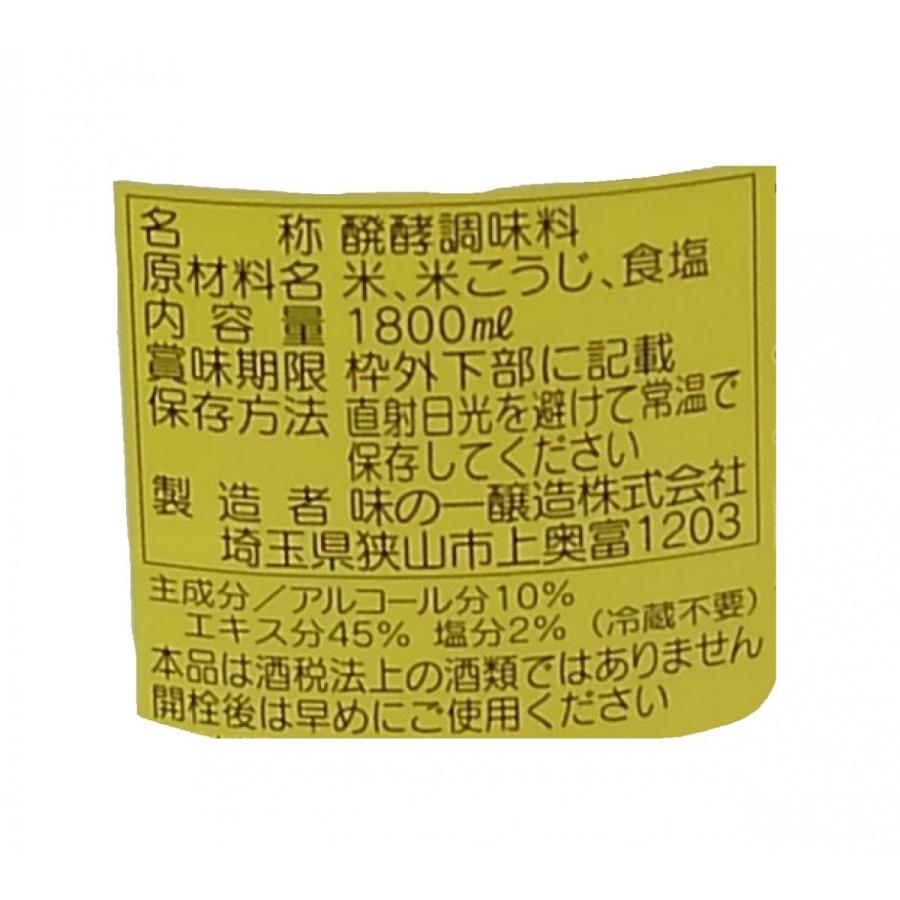 名称 醗酵調味料
原材料名 米、米こうじ、食塩
内容量 1800㎖
賞味期限 枠外下部に記載
保存方法 直射日光を避けて常温で
保存してください
製造者 味の一醸造株式会社
埼玉県狭山市上奥富1203
主成分/アルコール分10%
エキス分45% 塩分2% (冷蔵不要)
本品は酒税法上の酒類ではありません
開栓後は早めにご使用ください